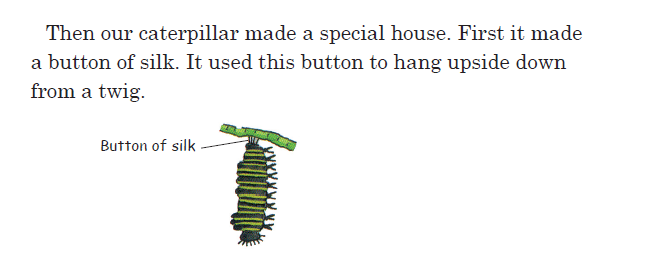 Then our caterpillar made a special house. First it made
a button of silk. It used this button to hang upside down
from a twig.
Button of silk